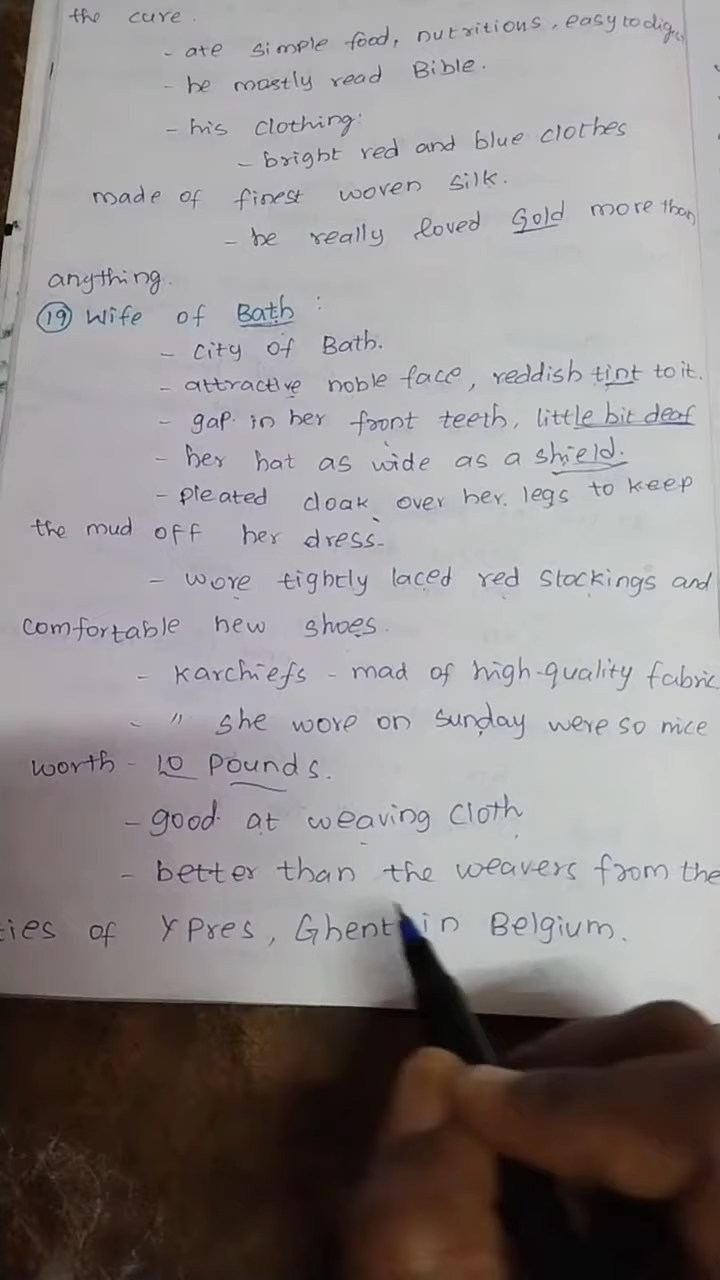 the cure.
- ate simple food, nutritious, easy to dig
- he mostly read Bible.
- his clothing:
- bright red and blue clothes
made of finest woven silk.
- he really loved Gold more than
anything.
19 Wife of Bath :
- City of Bath.
- attractive noble face, reddish tint to it.
- gap in her front teeth, little bit deaf
- her hat as wide as a shield.
- pleated cloak over her legs to keep
the mud off her dress.
- wore tightly laced red stockings and
comfortable new shoes.
- Karchiefs - mad of high-quality fabric
- " she wore on Sunday were so nice
worth - 10 Pounds.
- good at weaving cloth
- better than the weavers from the
ties of Ypres, Ghent in Belgium.